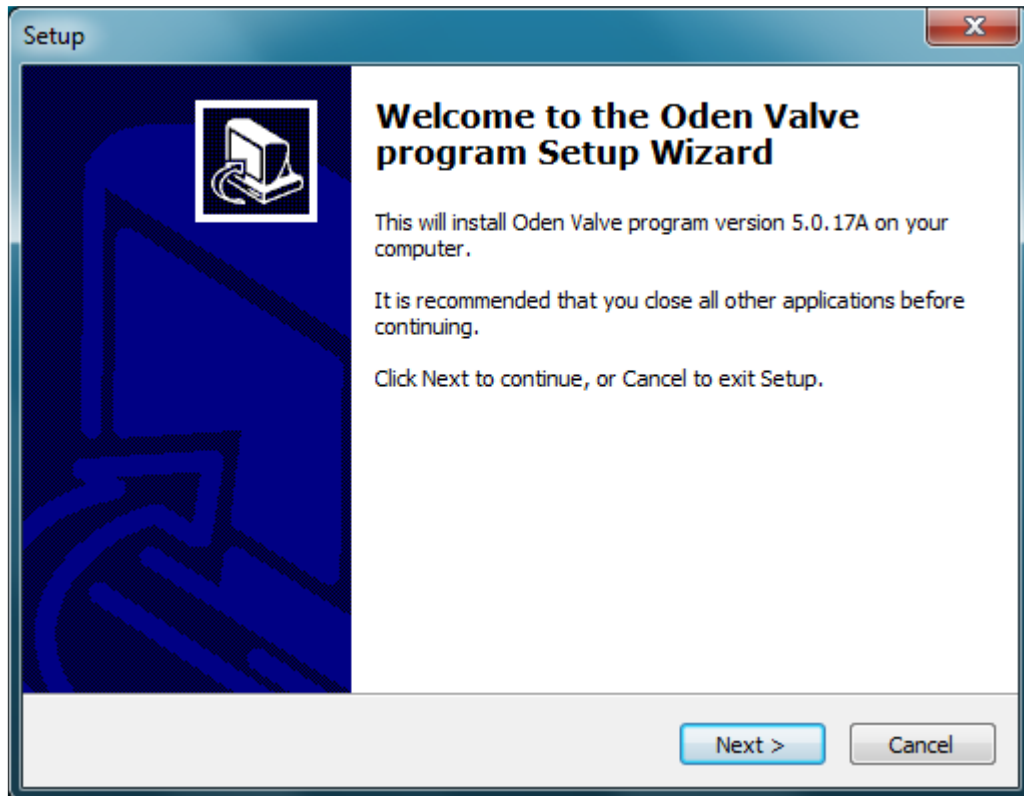 Setup
Welcome to the Oden Valve
program Setup Wizard
This will install Oden Valve program version 5.0.17A on your
computer.
It is recommended that you close all other applications before
continuing.
Click Next to continue, or Cancel to exit Setup.
Next >
Cancel